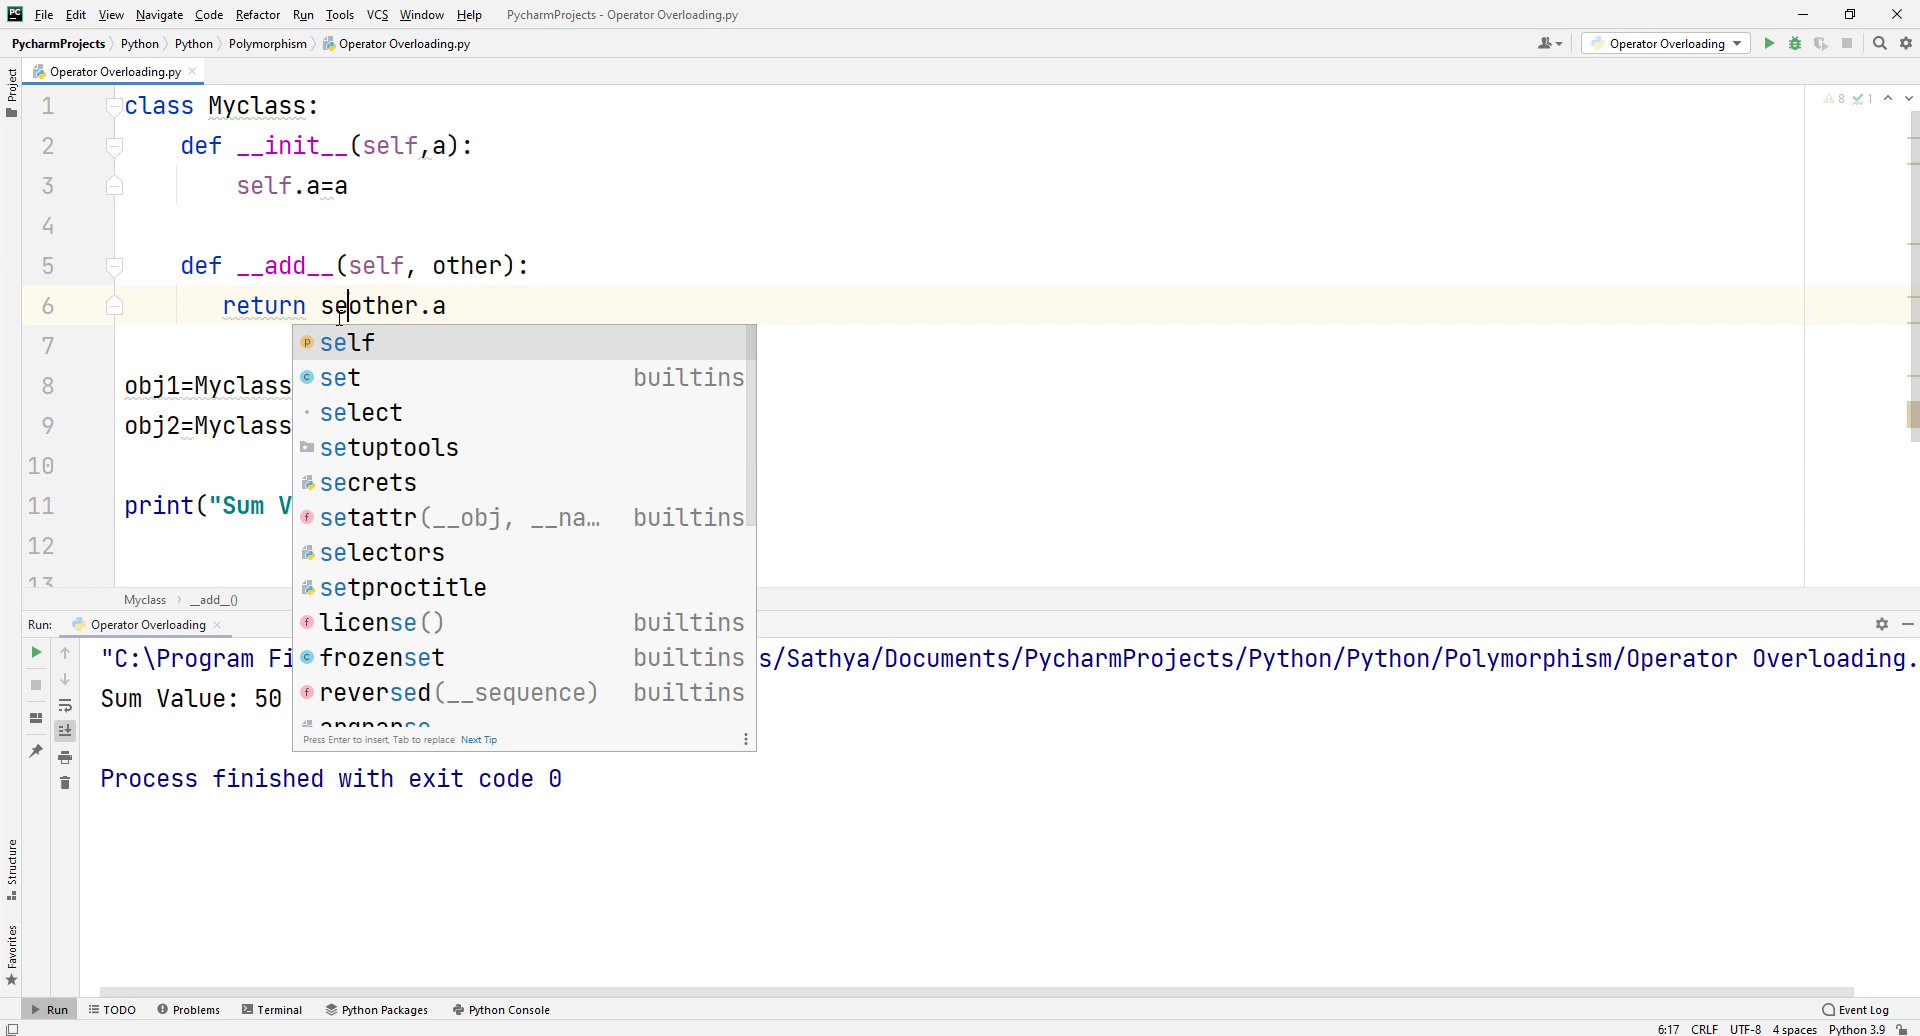 File Edit View Navigate Code Refactor Run Tools VCS Window Help PycharmProjects - Operator Overloading.py
PycharmProjects Python Python Polymorphism Operator Overloading.py Operator Overloading
Project
Operator Overloading.py
8 1
1 class Myclass:
2 def __init__(self,a):
3 self.a=a
4
5 def __add__(self, other):
6 return seother.a
7
8 obj1=Myclass
9 obj2=Myclass
10
11 print("Sum V
12
13
self
set builtins
select
setuptools
secrets
setattr(__obj, __na… builtins
selectors
setproctitle
license() builtins
frozenset builtins
reversed(__sequence) builtins
Press Enter to insert, Tab to replace Next Tip
Myclass __add__()
Run: Operator Overloading
"C:\Program Fi s/Sathya/Documents/PycharmProjects/Python/Python/Polymorphism/Operator Overloading.
Sum Value: 50
Process finished with exit code 0
Structure
Favorites
Run TODO Problems Terminal Python Packages Python Console Event Log
6:17 CRLF UTF-8 4 spaces Python 3.9